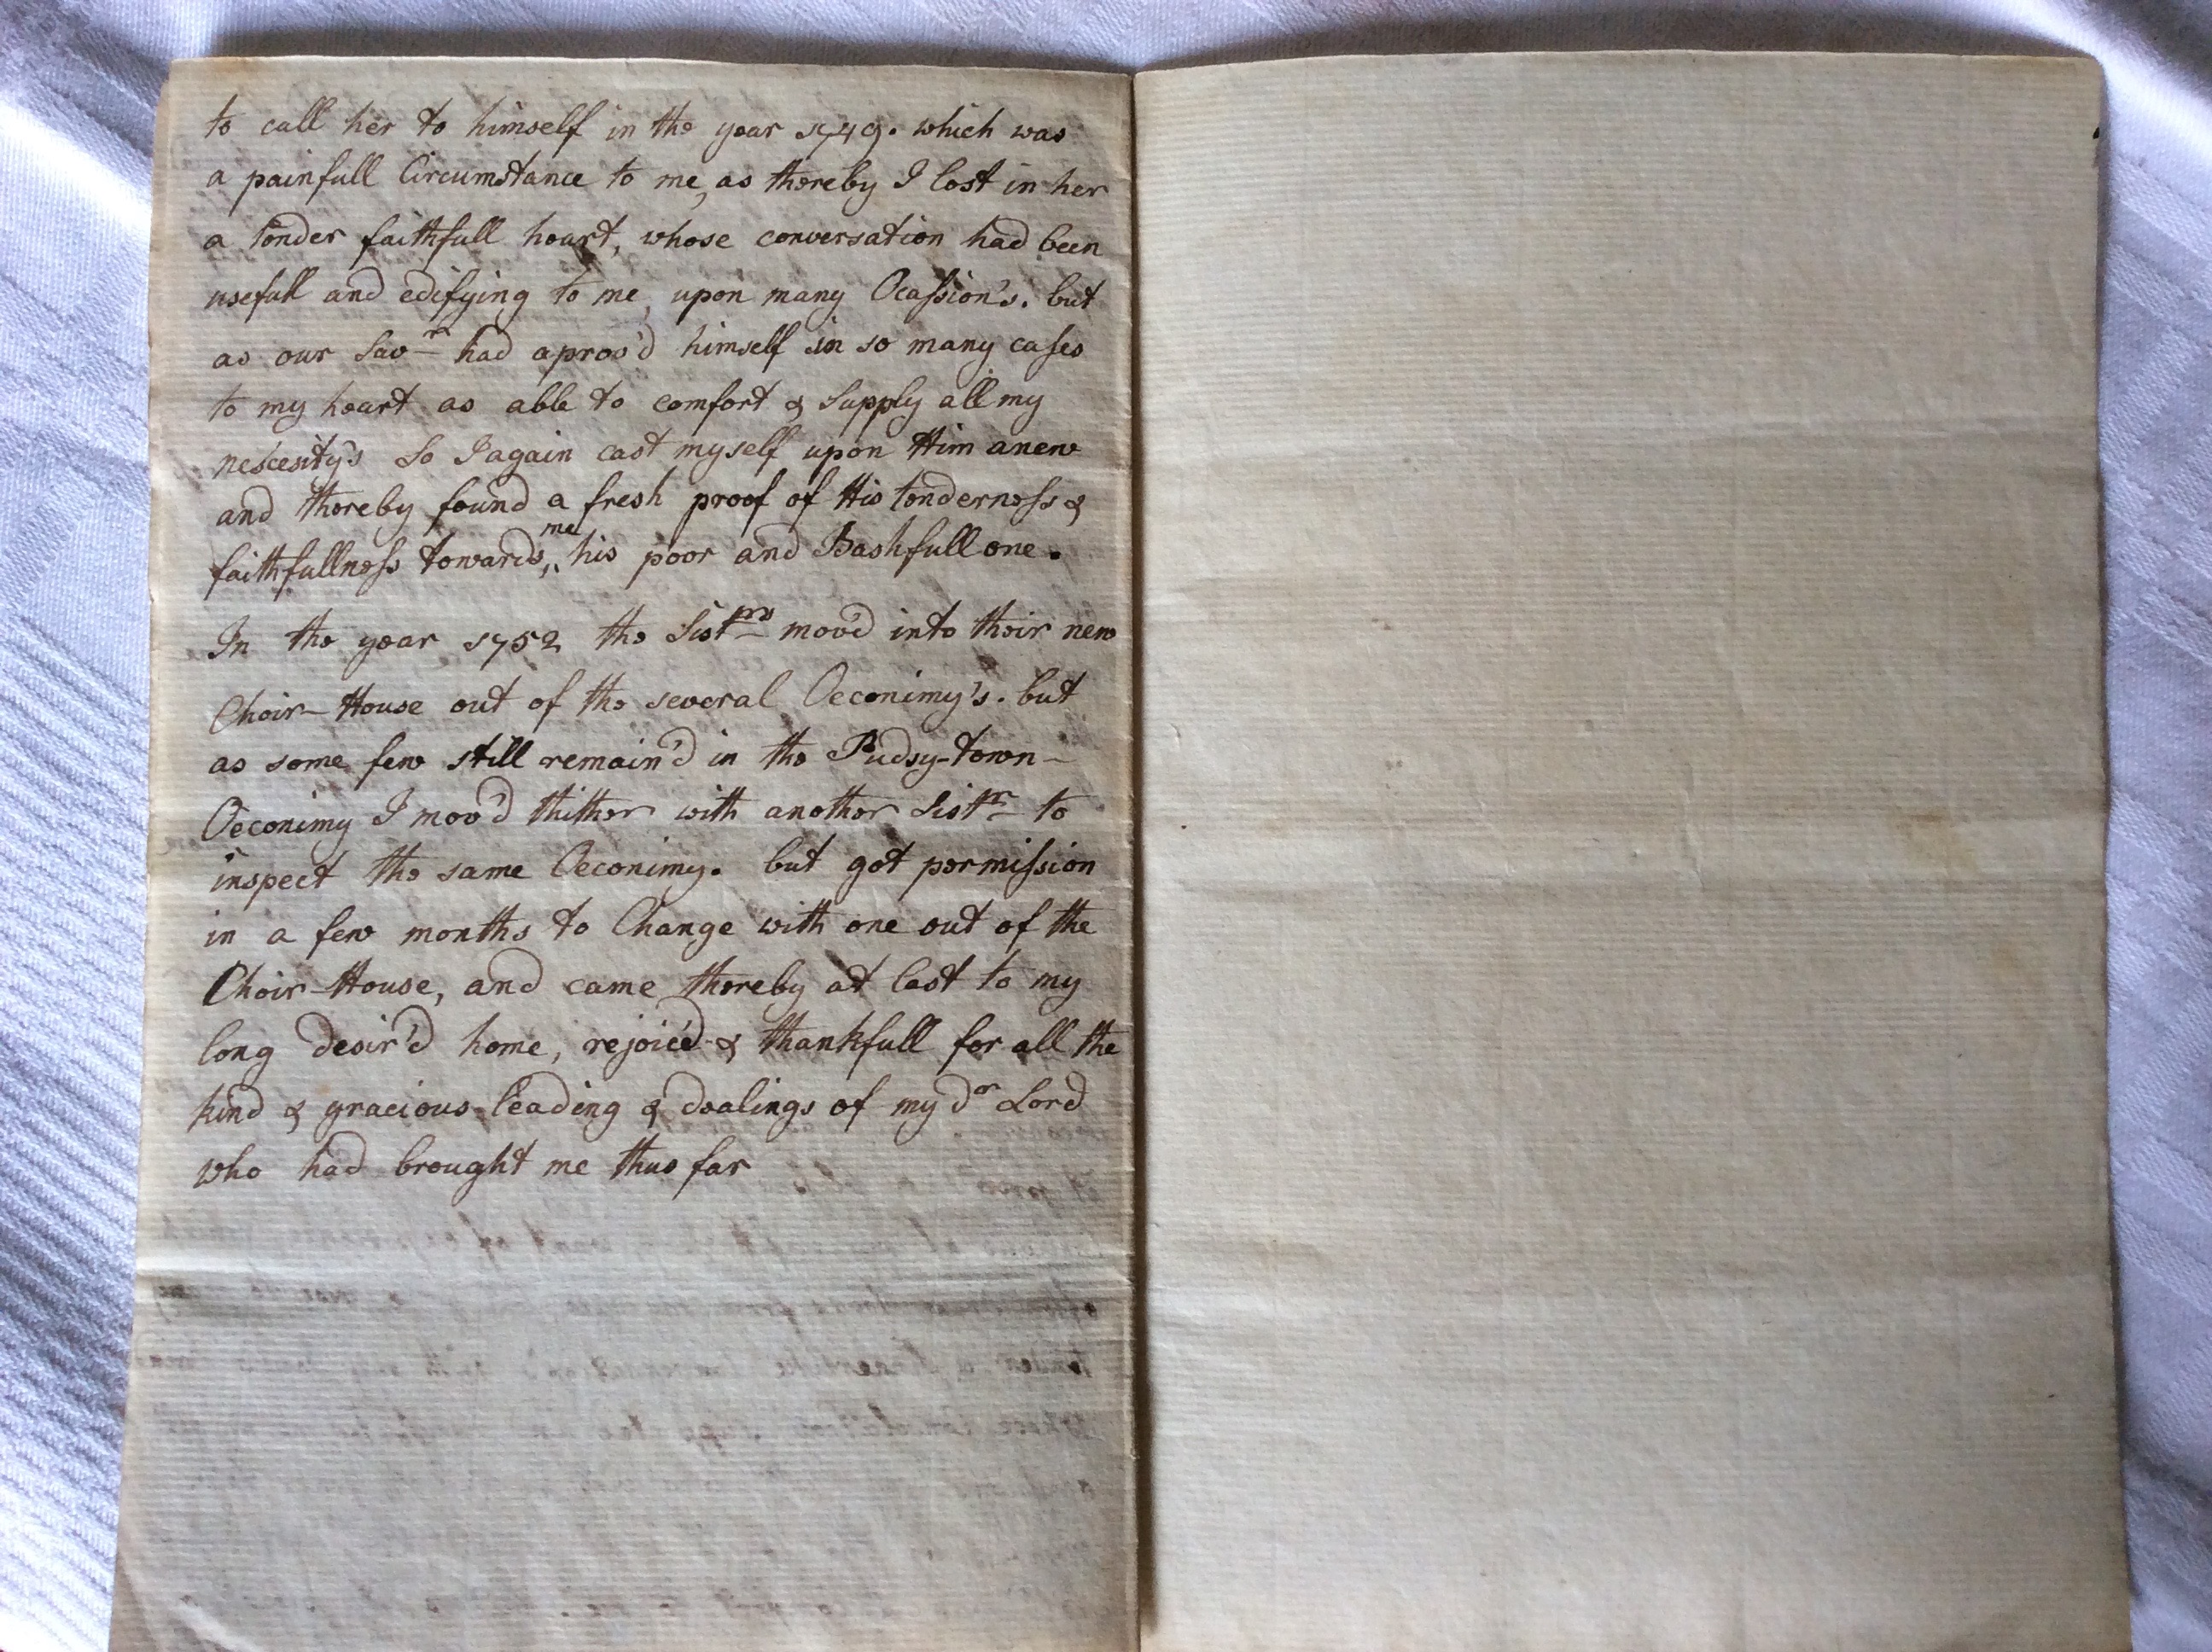 to call her to himself in the year 1749. which was
a painfull Circumstance to me, as thereby I lost in her
a tender faithfull heart, whose conversation had been
usefull and edifying to me, upon many Ocassion's. but
as our Savr had aprov'd himself in so many cases
to my heart as able to comfort & Supply all my
nescesity's So I again cast myself upon Him anew
and thereby found a fresh proof of His tenderness &
faithfullness towards me his poor and Bashfull one.
In the year 1752 the Sistrs mov'd into their new
Choir-House out of the several Oeconimy's. but
as some few still remain'd in the Pudsy-town-
Oeconimy I mov'd thither with another Sistr to
inspect the same Oeconimy. but got permission
in a few months to Change with one out of the
Choir-House, and came thereby at last to my
long desir'd home, rejoic'd & thankfull for all the
kind & gracious leading & dealings of my dr Lord
who had brought me thus far